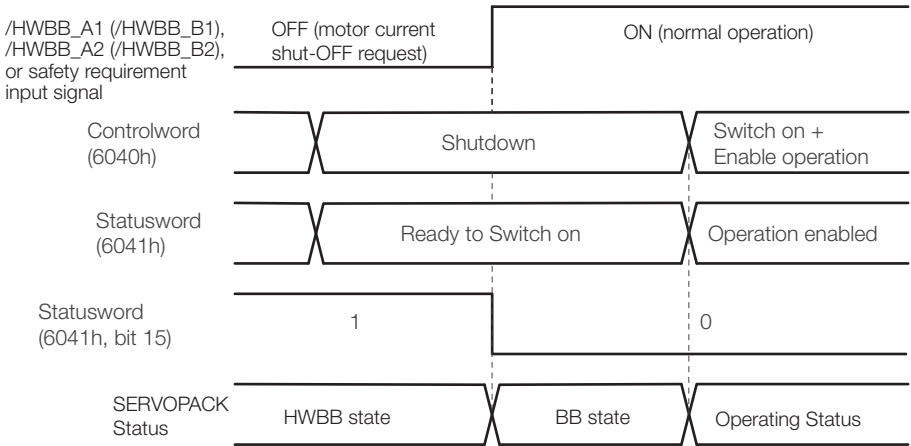 /HWBB_A1 (/HWBB_B1),
/HWBB_A2 (/HWBB_B2),
or safety requirement
input signal
OFF (motor current
shut-OFF request)
ON (normal operation)
Controlword
(6040h)
Shutdown
Switch on +
Enable operation
Statusword
(6041h)
Ready to Switch on
Operation enabled
Statusword
(6041h, bit 15)
1
0
SERVOPACK
Status
HWBB state
BB state
Operating Status